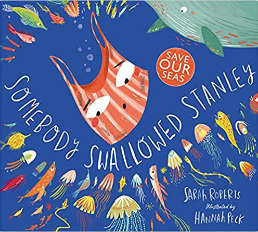 SOMEBODY SWALLOWED STANLEY
SAVE
OUR
SEAS
SARAH ROBERTS
Illustrated by
HANNAH PECK